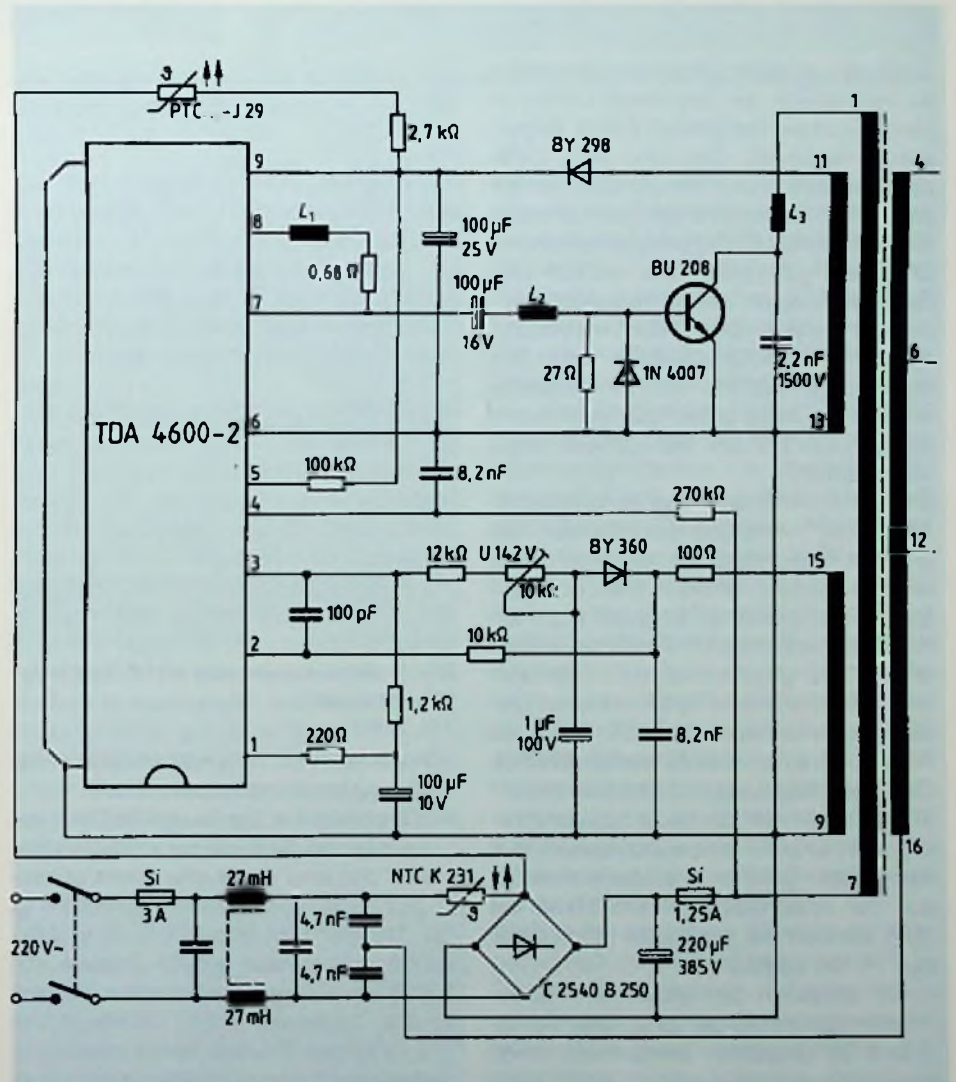 ϑ
PTC . -J 29
2,7 kΩ
BY 298
1
11
4
9
8
L₁
100 µF
25 V
L₃
0,68 Ω
100 µF
L₂
BU 208
7
16 V
27 Ω
1N 4007
2,2 nF
1500 V
6
TDA 4600-2
6
13
5
100 kΩ
8,2 nF
4
270 kΩ
12
3
12 kΩ
U 142 V
10 kΩ
BY 360
100 Ω
15
100 pF
2
10 kΩ
1,2 kΩ
1
220 Ω
1 µF
100 V
8,2 nF
100 µF
10 V
9
16
Si
3 A
27 mH
NTC K 231
ϑ
Si
1,25 A
7
220 V~
4,7 nF
4,7 nF
220 µF
385 V
C 2540 B 250
27 mH